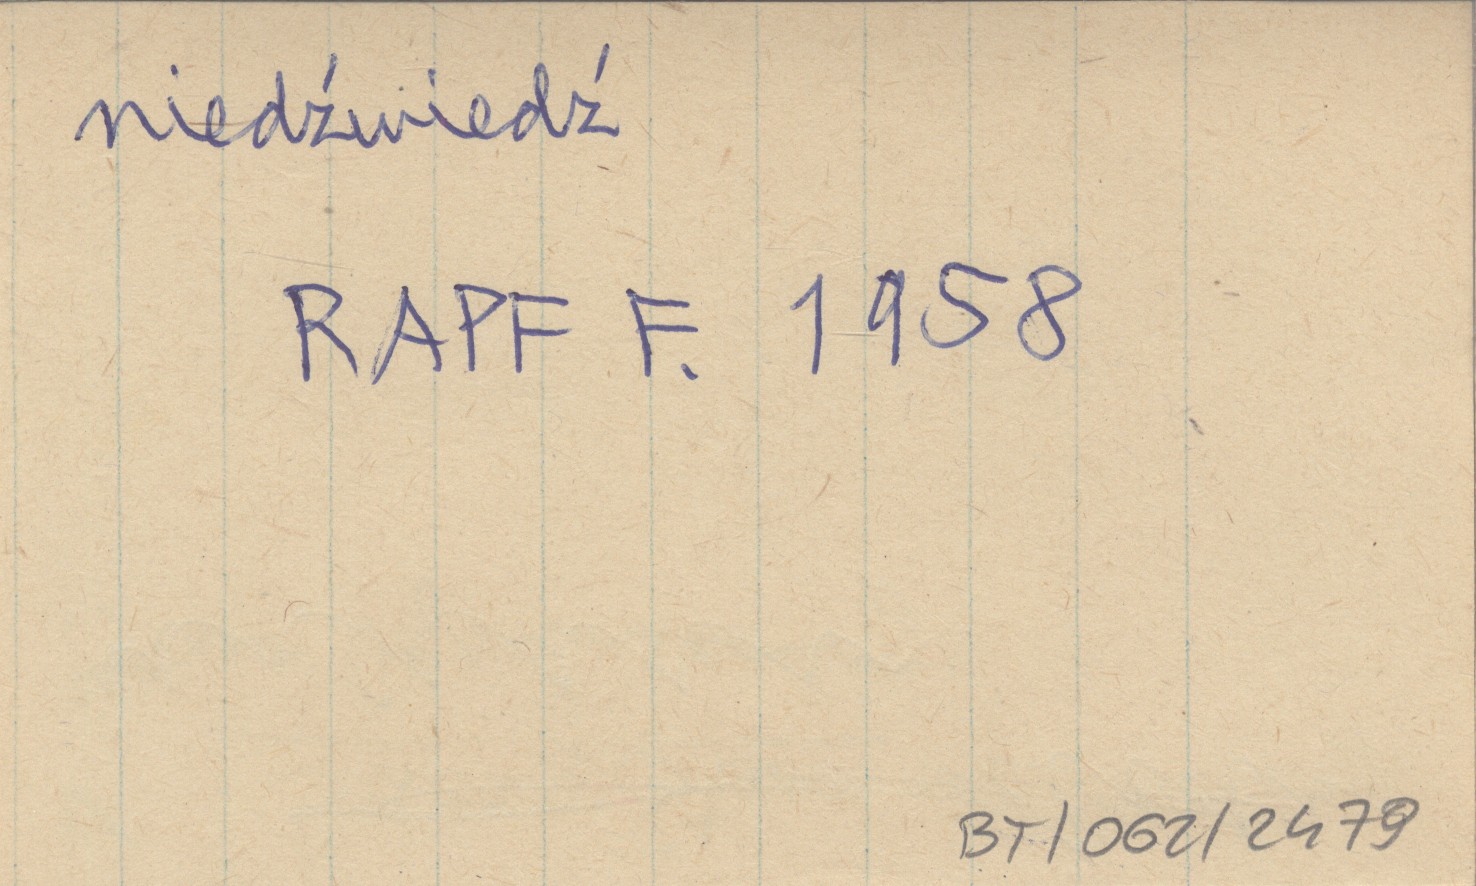 niedźwiedź
RAPF F. 1958
BT/062/2479